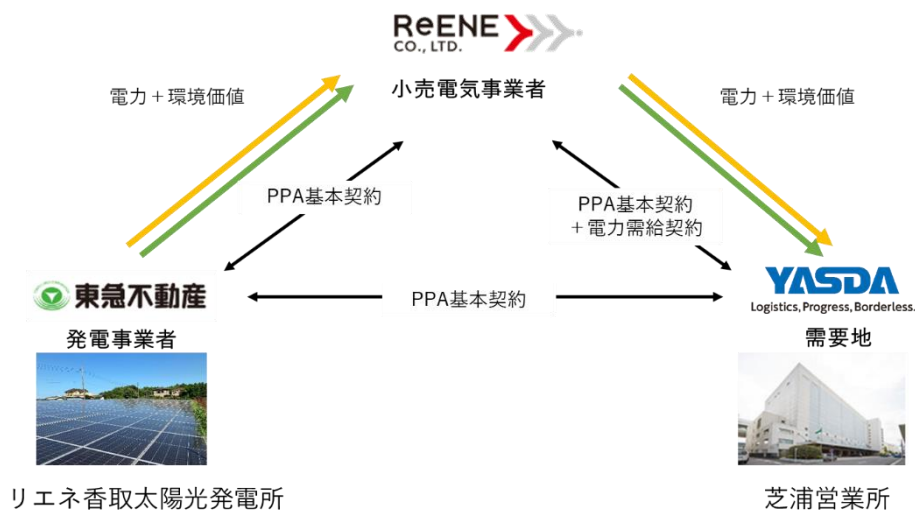 ReENE
CO., LTD.
小売電気事業者
電力+環境価値
電力+環境価値
PPA基本契約
PPA基本契約
+電力需給契約
東急不動産
PPA基本契約
YASDA
Logistics, Progress, Borderless.
発電事業者
需要地
リエネ香取太陽光発電所
芝浦営業所